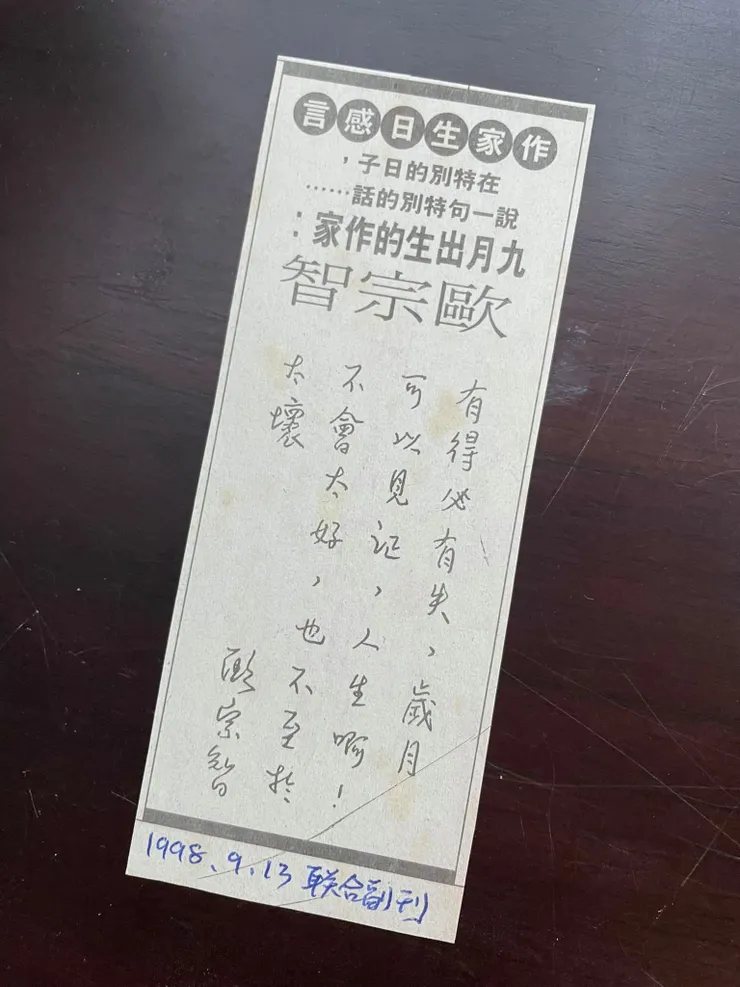 作家生日感言
在特別的日子，
說一句特別的話……
九月出生的作家：
歐宗智
有得必有失，歲月
可以見証，人生啊！
不會太好，也不至於
太壞
歐宗智
1998、9、13 联合副刊